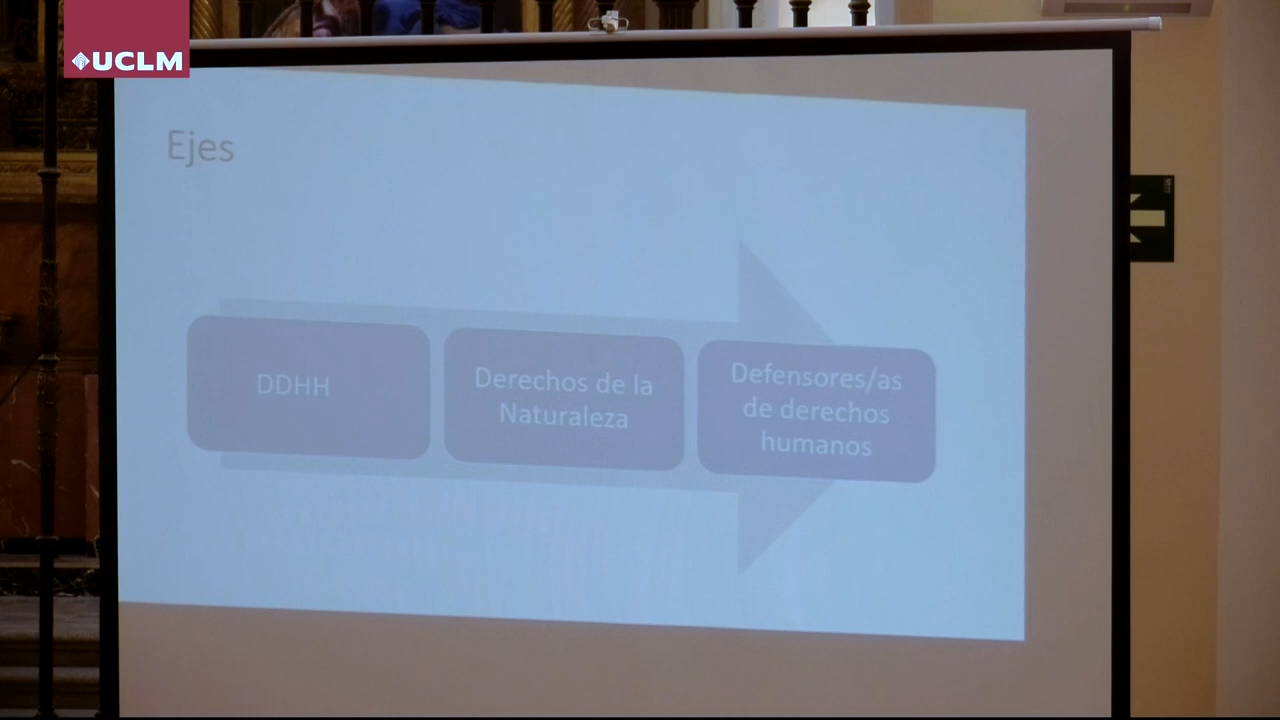 UCLM
Ejes
DDHH
Derechos de la
Naturaleza
Defensores/as
de derechos
humanos